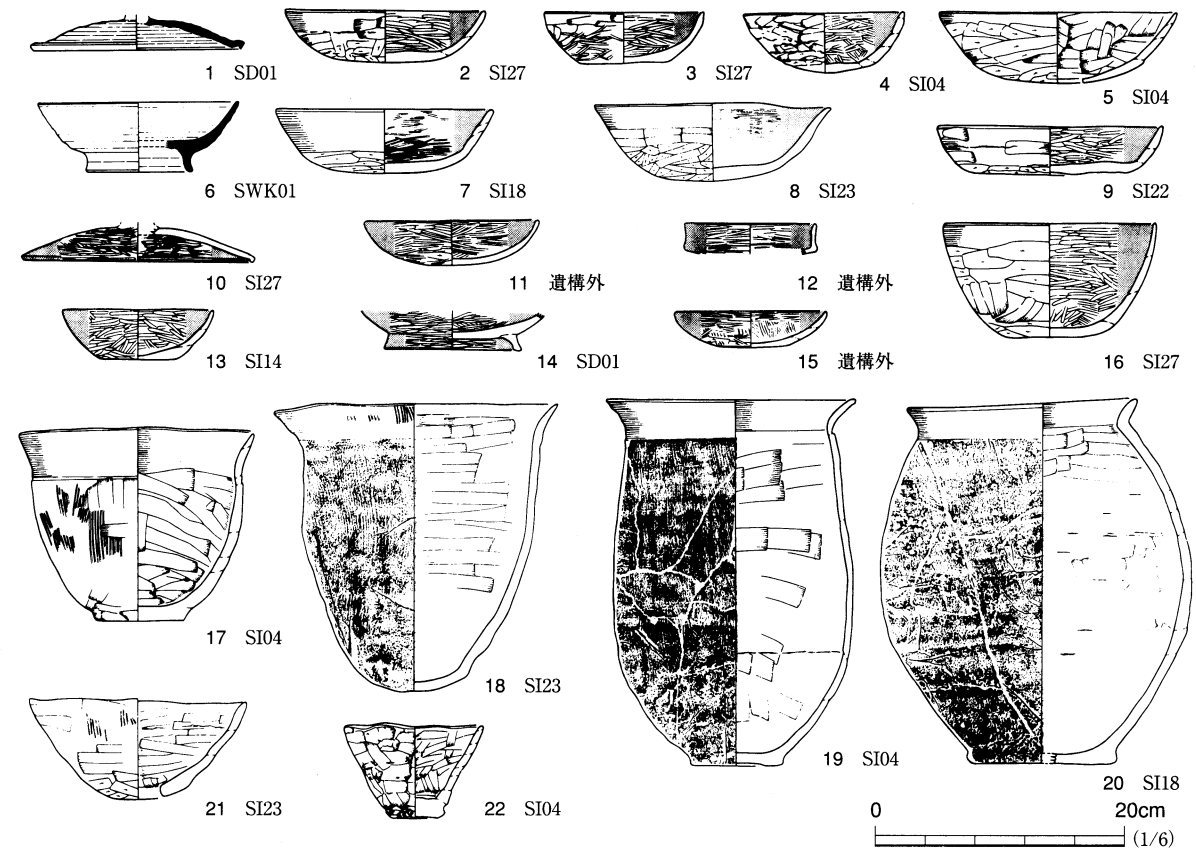 1 SD01
2 SI27
3 SI27
4 SI04
5 SI04
6 SWK01
7 SI18
8 SI23
9 SI22
10 SI27
11 遺構外
12 遺構外
13 SI14
14 SD01
15 遺構外
16 SI27
17 SI04
18 SI23
19 SI04
20 SI18
21 SI23
22 SI04
0 20cm
(1/6)